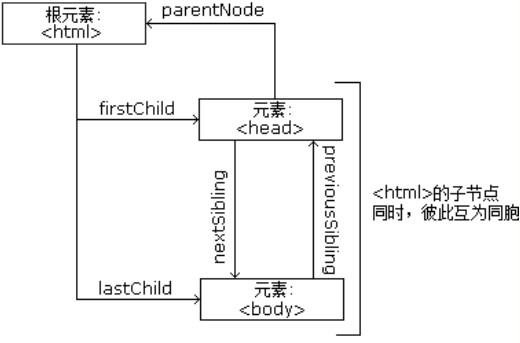 根元素:
<html>
parentNode
firstChild
元素:
<head>
nextSibling
previousSibling
<html>的子节点
同时，彼此互为同胞
lastChild
元素:
<body>